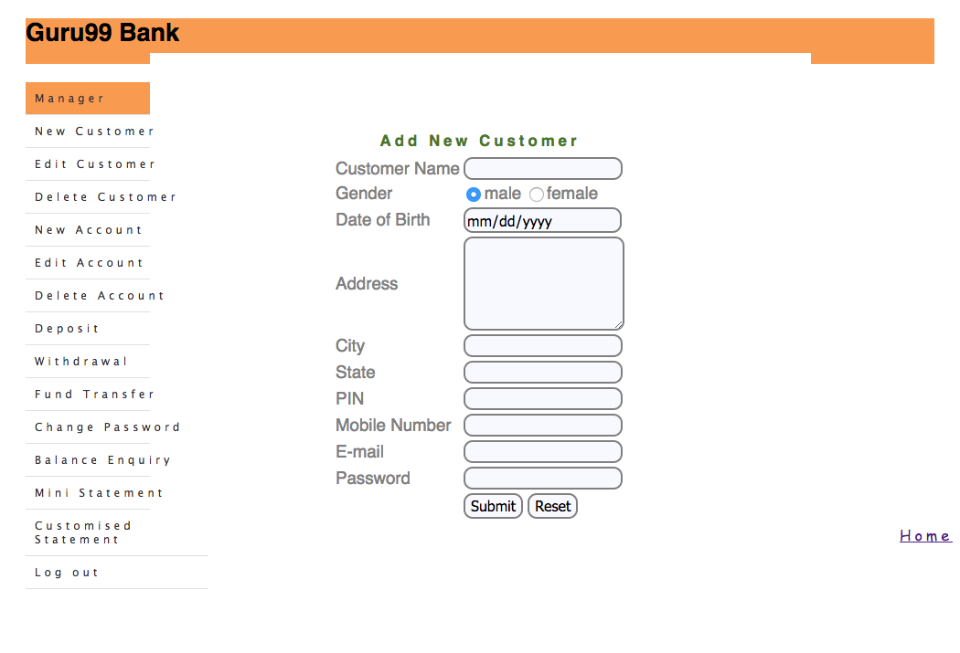 Guru99 Bank
Manager
New Customer
Edit Customer
Delete Customer
New Account
Edit Account
Delete Account
Deposit
Withdrawal
Fund Transfer
Change Password
Balance Enquiry
Mini Statement
Customised
Statement
Log out
Add New Customer
Customer Name
Gender male female
Date of Birth mm/dd/yyyy
Address
City
State
PIN
Mobile Number
E-mail
Password
Submit Reset
Home